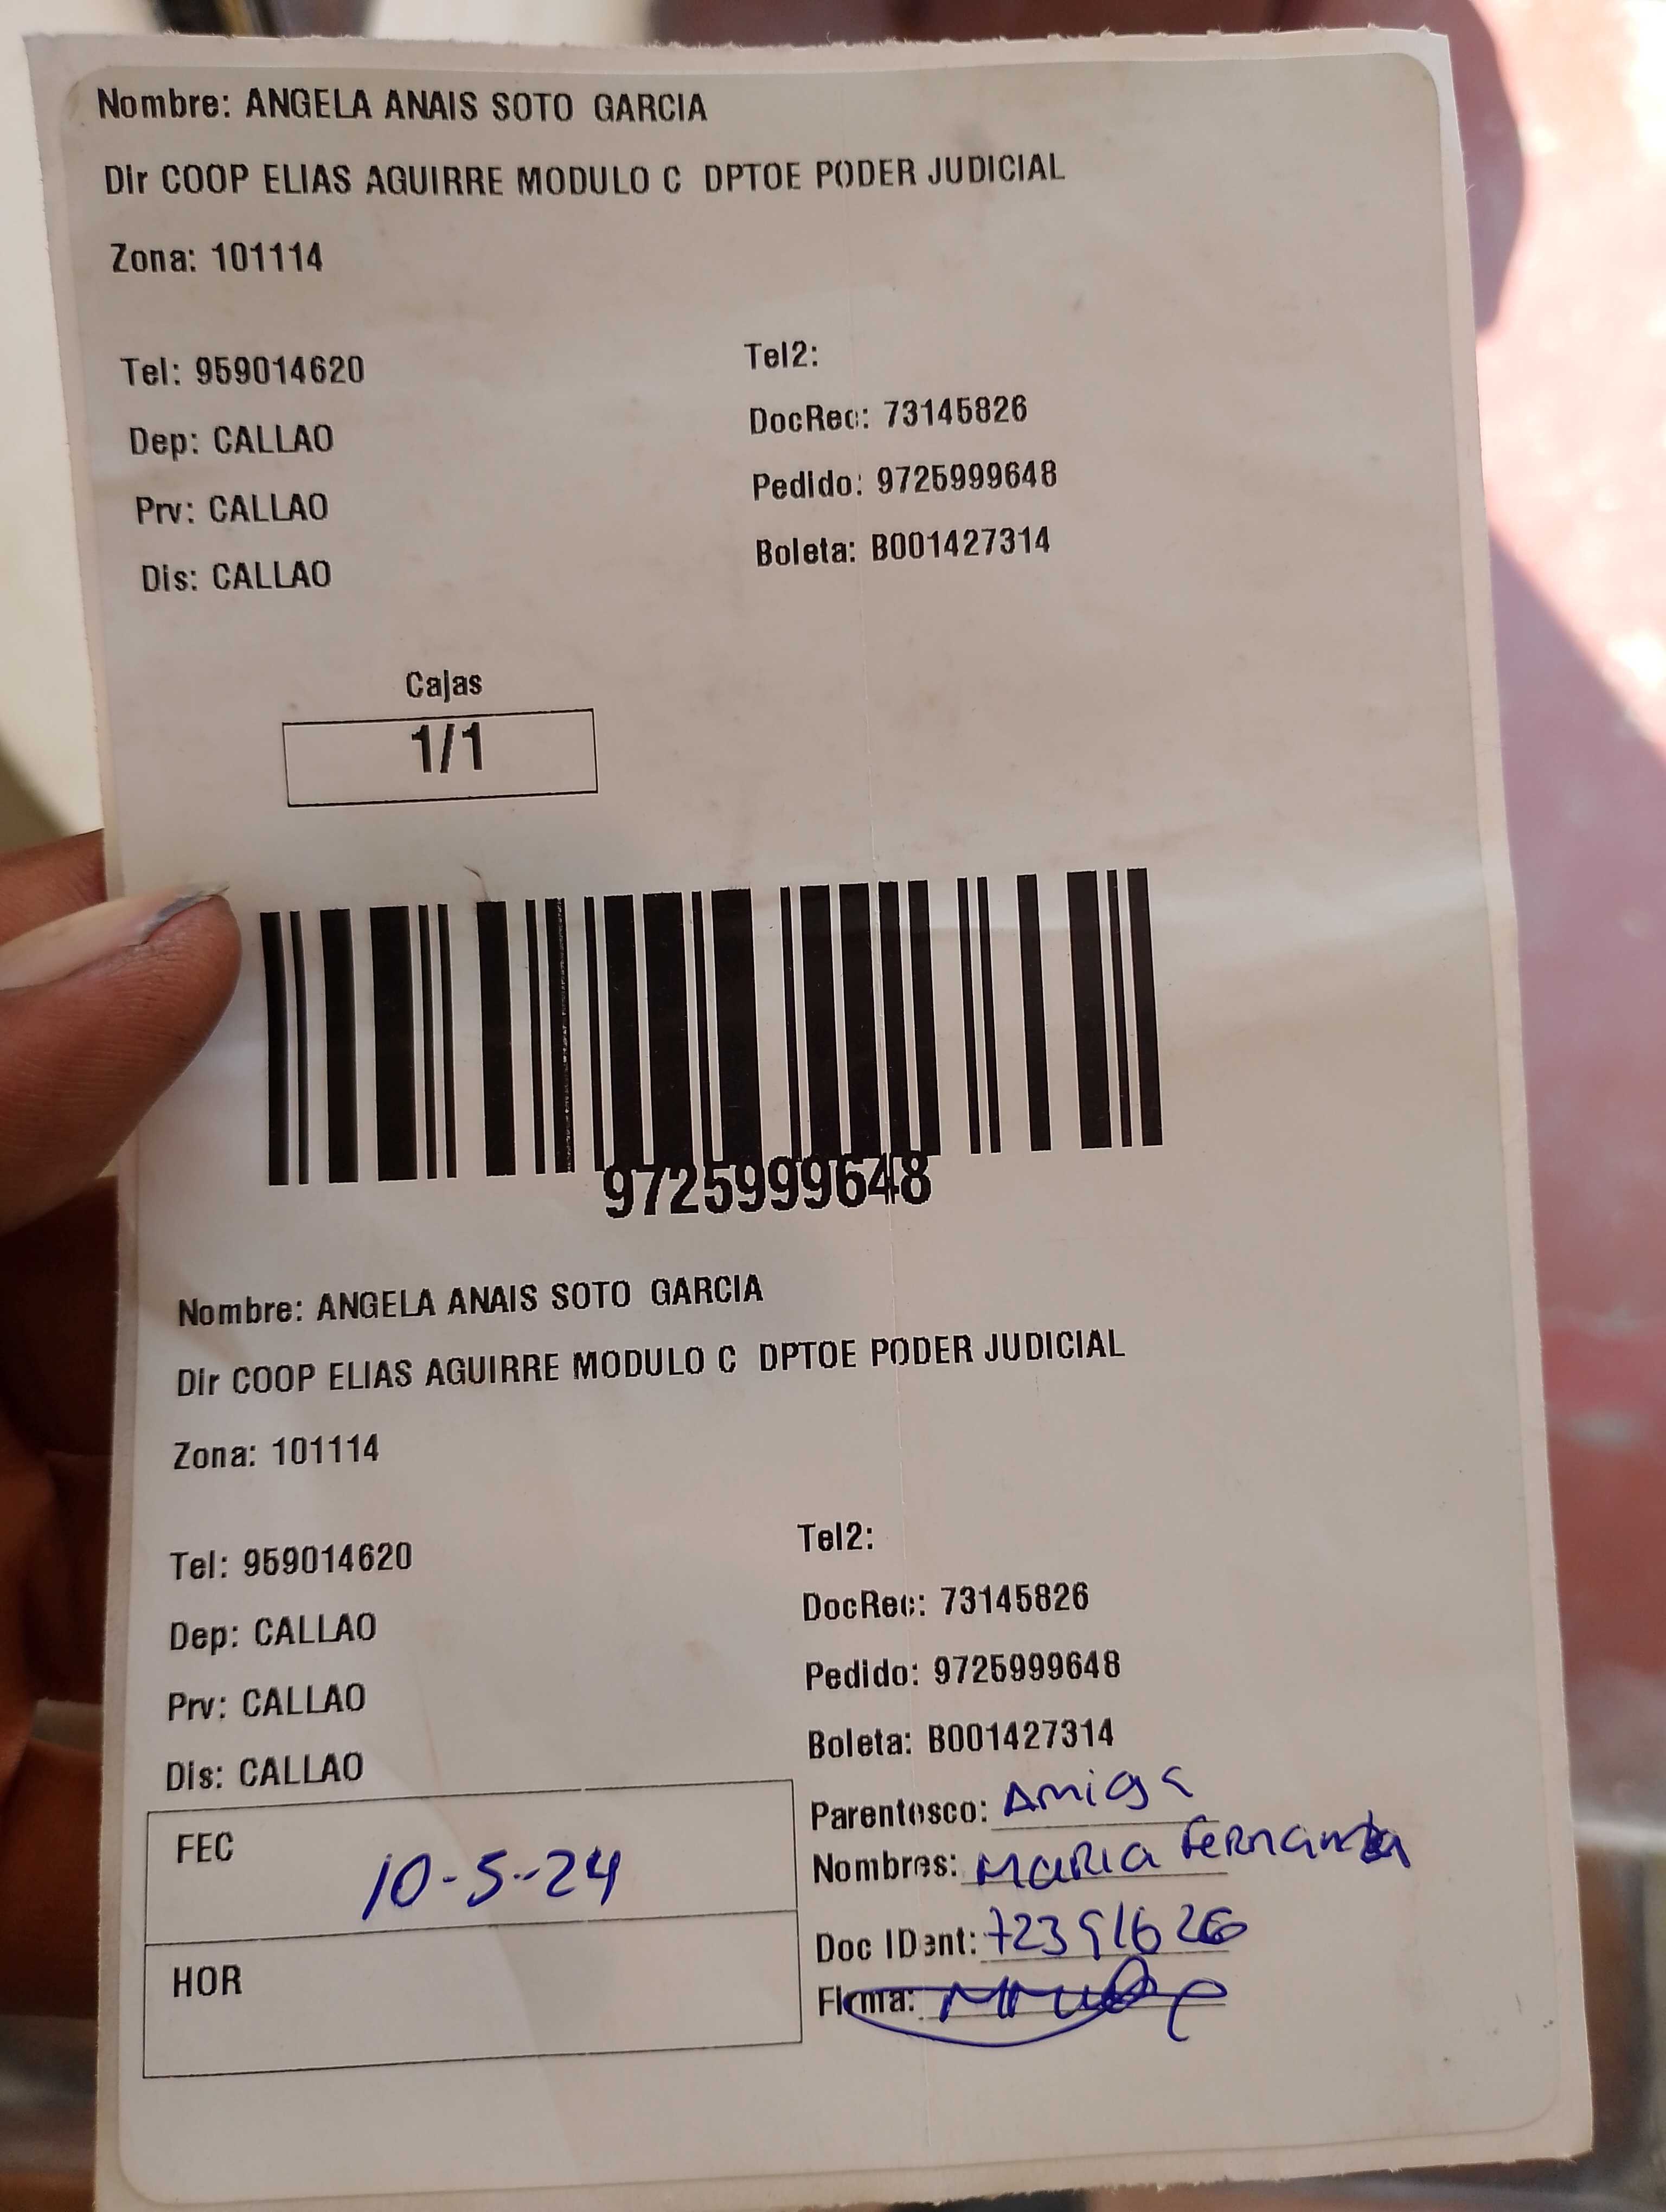 Nombre: ANGELA ANAIS SOTO GARCIA
Dir COOP ELIAS AGUIRRE MODULO C DPTOE PODER JUDICIAL
Zona: 101114
Tel: 959014620
Tel2:
Dep: CALLAO
DocRec: 73145826
Prv: CALLAO
Pedido: 9725999648
Dis: CALLAO
Boleta: B001427314
Cajas
1/1
9725999648
Nombre: ANGELA ANAIS SOTO GARCIA
Dir COOP ELIAS AGUIRRE MODULO C DPTOE PODER JUDICIAL
Zona: 101114
Tel: 959014620
Tel2:
Dep: CALLAO
DocRec: 73145826
Prv: CALLAO
Pedido: 9725999648
Dis: CALLAO
Boleta: B001427314
FEC 10-5-24
HOR
Parentesco: Amiga
Nombres: Maria Fernanda
Doc IDent:
Firma: